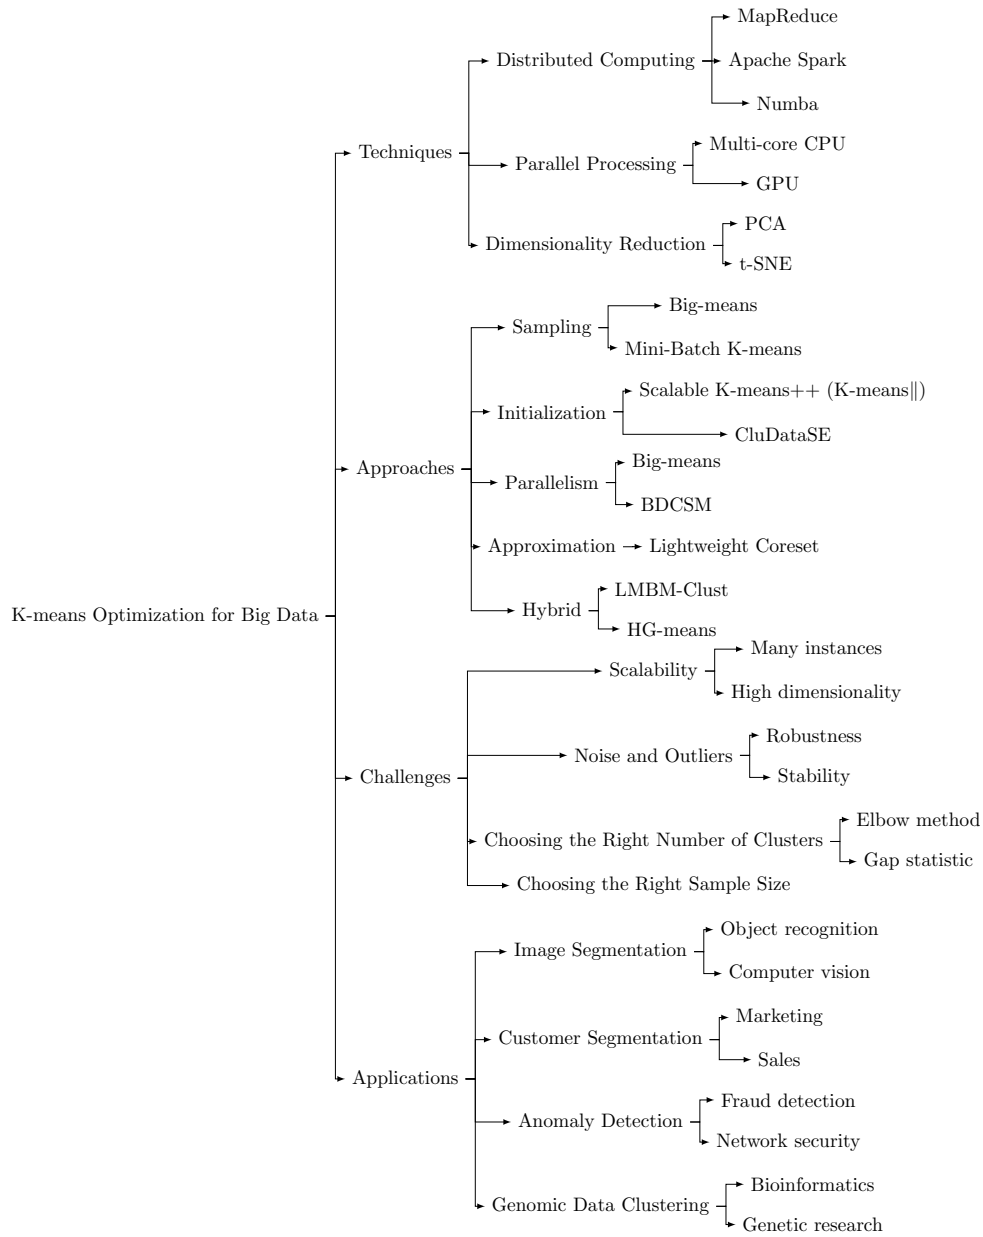 K-means Optimization for Big Data
Techniques
Distributed Computing
MapReduce
Apache Spark
Numba
Parallel Processing
Multi-core CPU
GPU
Dimensionality Reduction
PCA
t-SNE
Approaches
Sampling
Big-means
Mini-Batch K-means
Initialization
Scalable K-means++ (K-means∥)
CluDataSE
Parallelism
Big-means
BDCSM
Approximation
Lightweight Coreset
Hybrid
LMBM-Clust
HG-means
Challenges
Scalability
Many instances
High dimensionality
Noise and Outliers
Robustness
Stability
Choosing the Right Number of Clusters
Elbow method
Gap statistic
Choosing the Right Sample Size
Applications
Image Segmentation
Object recognition
Computer vision
Customer Segmentation
Marketing
Sales
Anomaly Detection
Fraud detection
Network security
Genomic Data Clustering
Bioinformatics
Genetic research